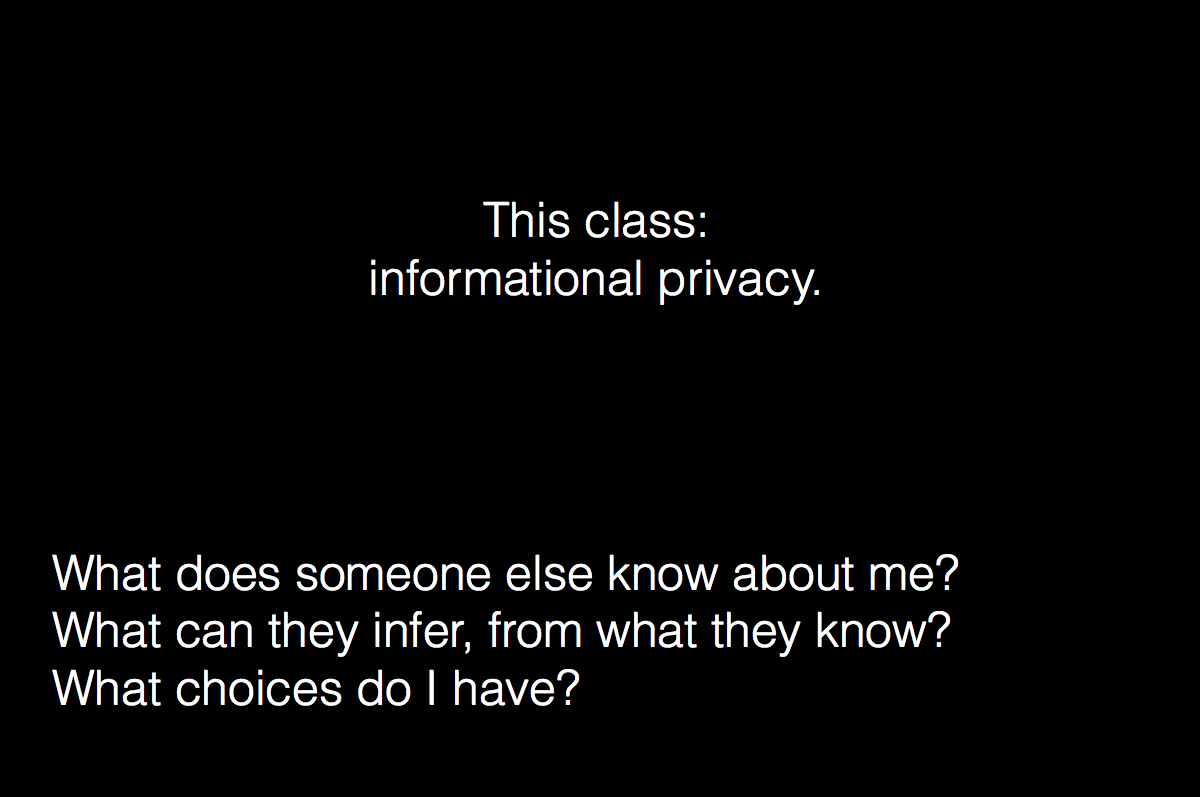 This class:
informational privacy.
What does someone else know about me?
What can they infer, from what they know?
What choices do I have?